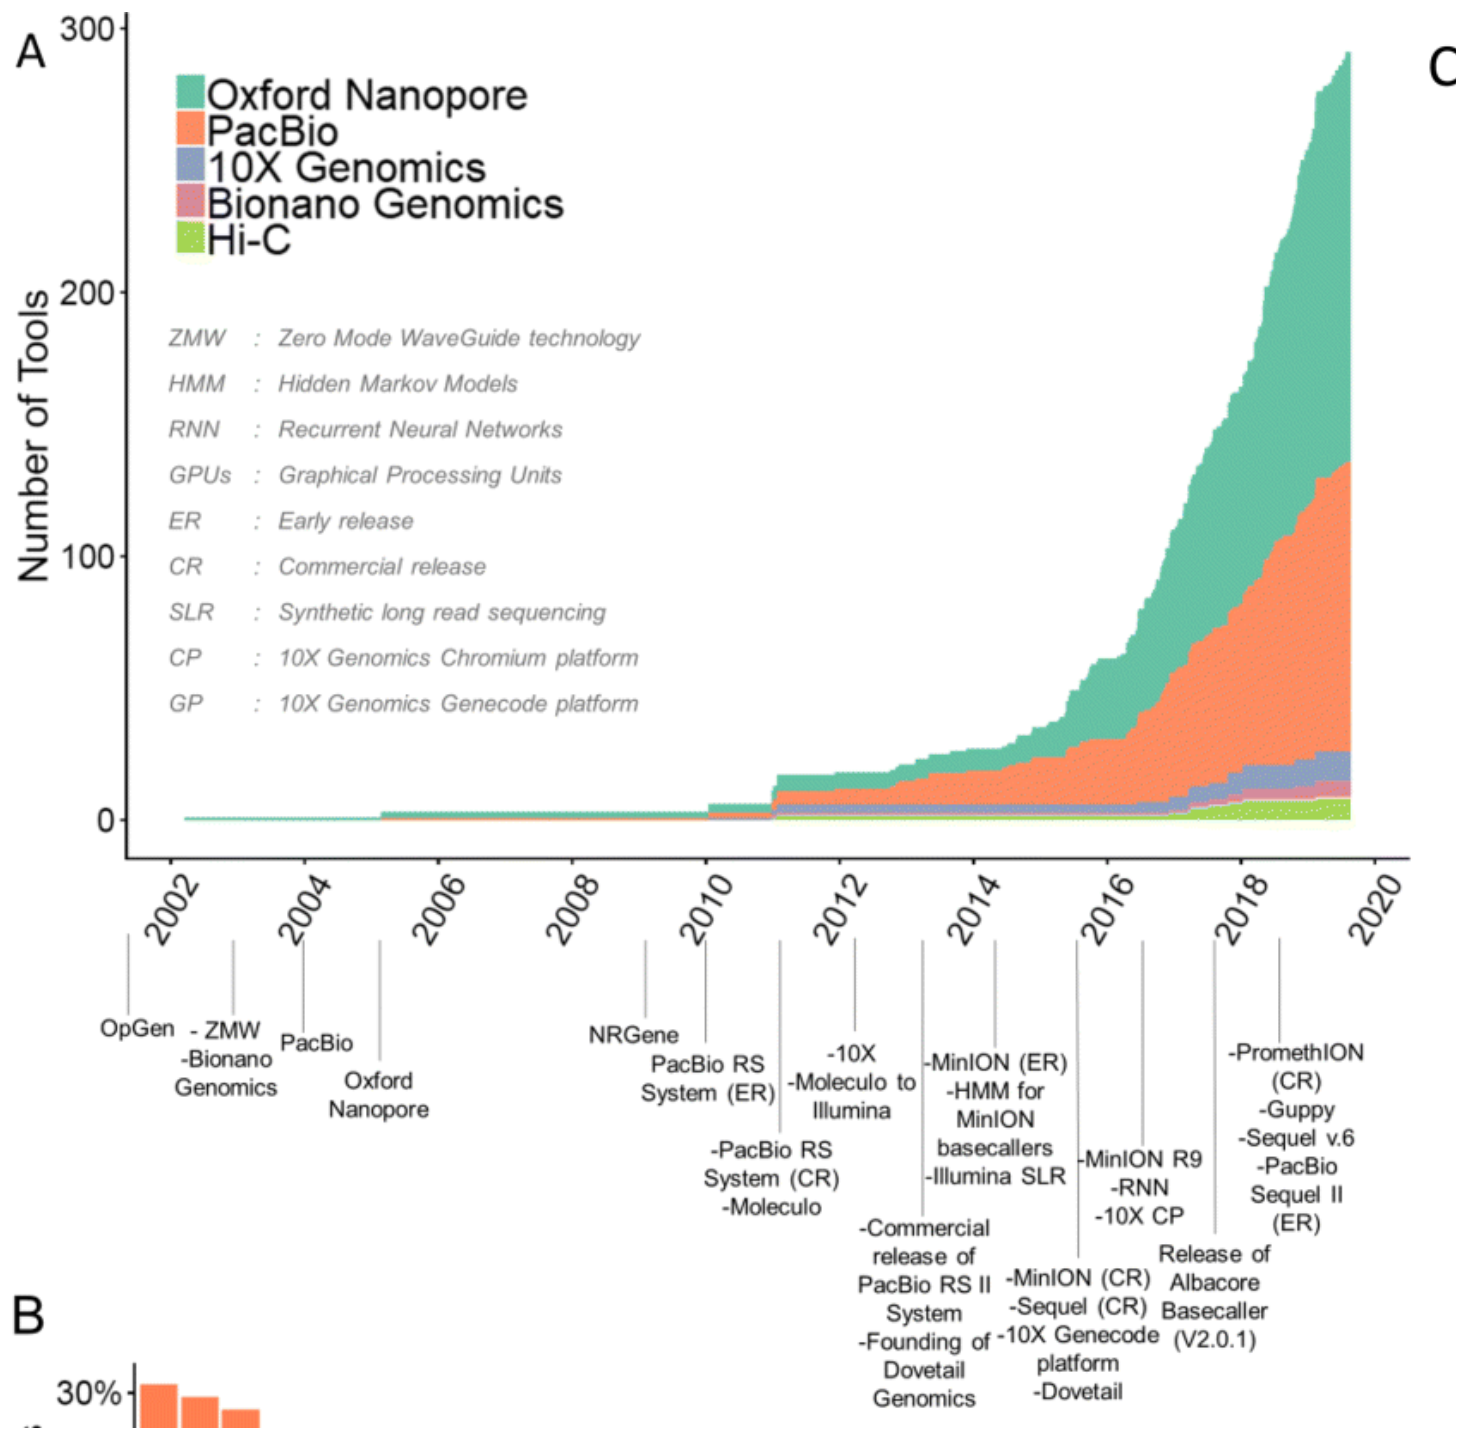 A
C
300
200
100
0
Number of Tools
Oxford Nanopore
PacBio
10X Genomics
Bionano Genomics
Hi-C
ZMW : Zero Mode WaveGuide technology
HMM : Hidden Markov Models
RNN : Recurrent Neural Networks
GPUs : Graphical Processing Units
ER : Early release
CR : Commercial release
SLR : Synthetic long read sequencing
CP : 10X Genomics Chromium platform
GP : 10X Genomics Genecode platform
2002 2004 2006 2008 2010 2012 2014 2016 2018 2020
OpGen
- ZMW
-Bionano
Genomics
PacBio
Oxford
Nanopore
NRGene
PacBio RS
System (ER)
-PacBio RS
System (CR)
-Moleculo
-10X
-Moleculo to
Illumina
-Commercial
release of
PacBio RS II
System
-Founding of
Dovetail
Genomics
-MinION (ER)
-HMM for
MinION
basecallers
-Illumina SLR
-MinION (CR)
-Sequel (CR)
-10X Genecode
platform
-Dovetail
-MinION R9
-RNN
-10X CP
Release of
Albacore
Basecaller
(V2.0.1)
-PromethION
(CR)
-Guppy
-Sequel v.6
-PacBio
Sequel II
(ER)
B
30%